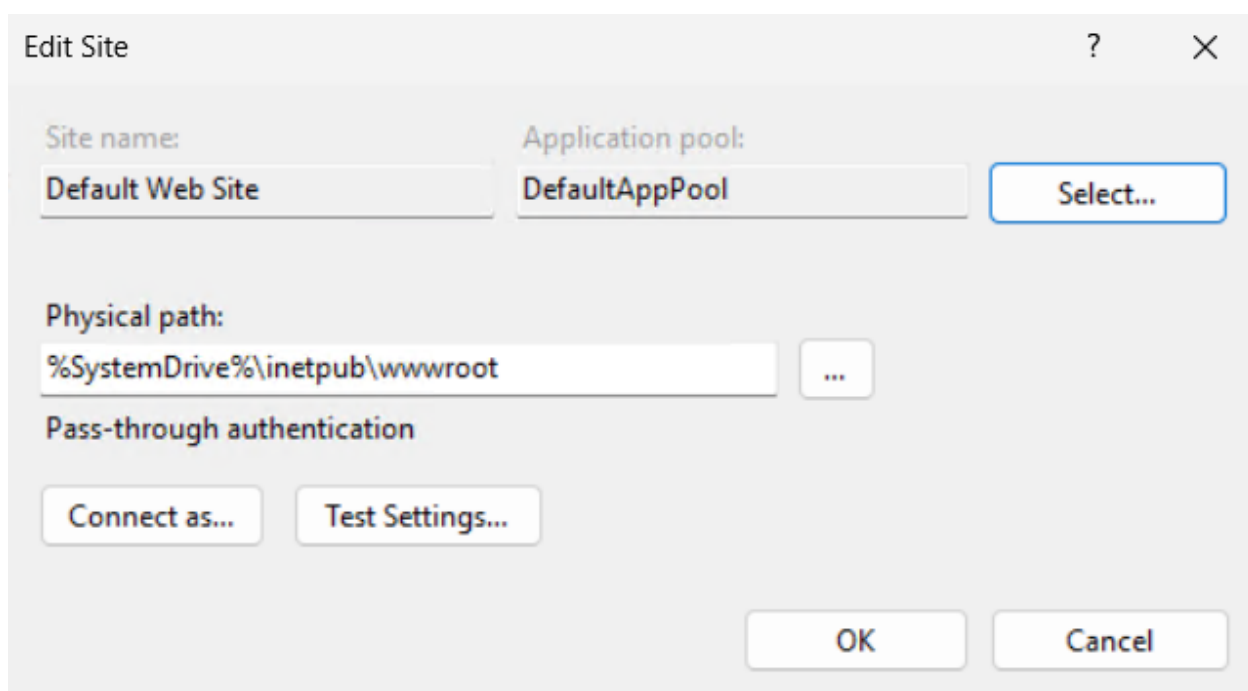 Edit Site ?
Site name: Application pool:
Default Web Site DefaultAppPool Select...
Physical path:
%SystemDrive%\inetpub\wwwroot ...
Pass-through authentication
Connect as... Test Settings...
OK Cancel